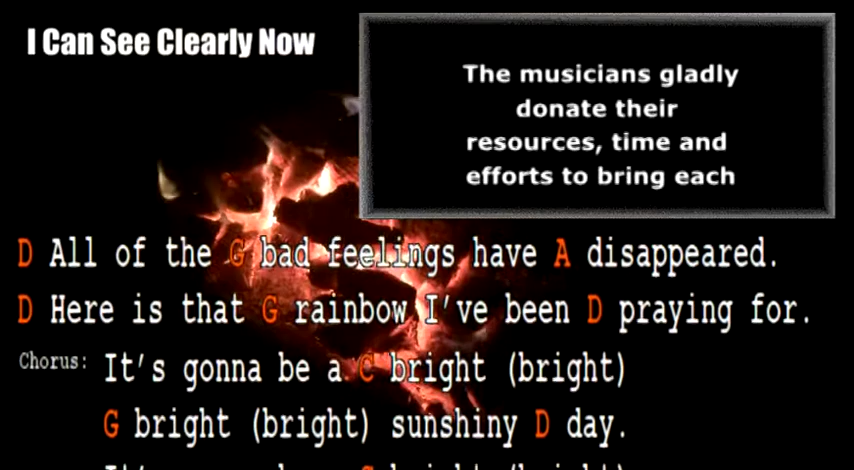 I Can See Clearly Now
The musicians gladly
donate their
resources, time and
efforts to bring each
D All of the G bad feelings have A disappeared.
D Here is that G rainbow I've been D praying for.
Chorus: It's gonna be a C bright (bright)
G bright (bright) sunshiny D day.